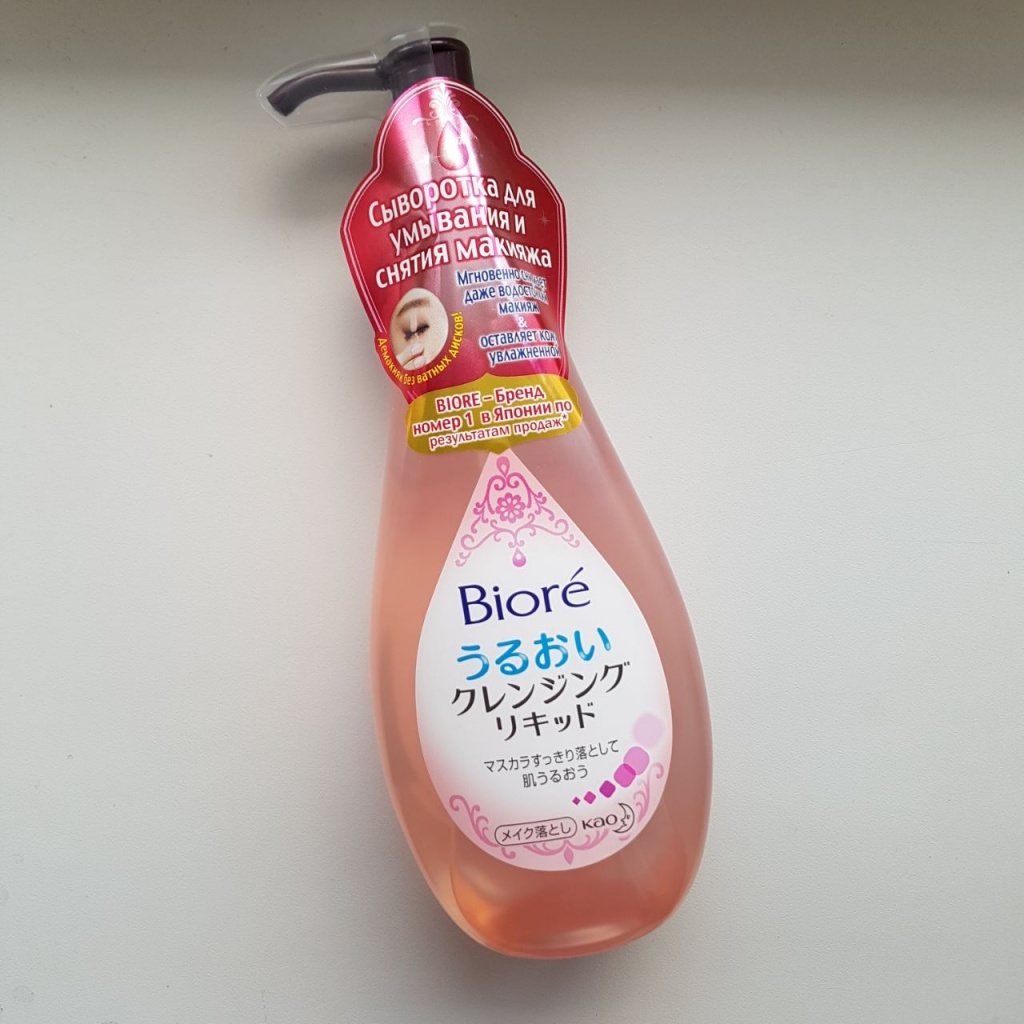 Сыворотка для
умывания и
снятия макияжа
Мгновенно снимает
даже водостойкий
макияж
&
оставляет кожу
увлажненной
Демакияж без ватных дисков!
BIORE – Бренд
номер 1 в Японии по
результатам продаж*
Bioré
うるおい
クレンジング
リキッド
マスカラすっきり落として
肌うるおう
メイク落とし
Kao